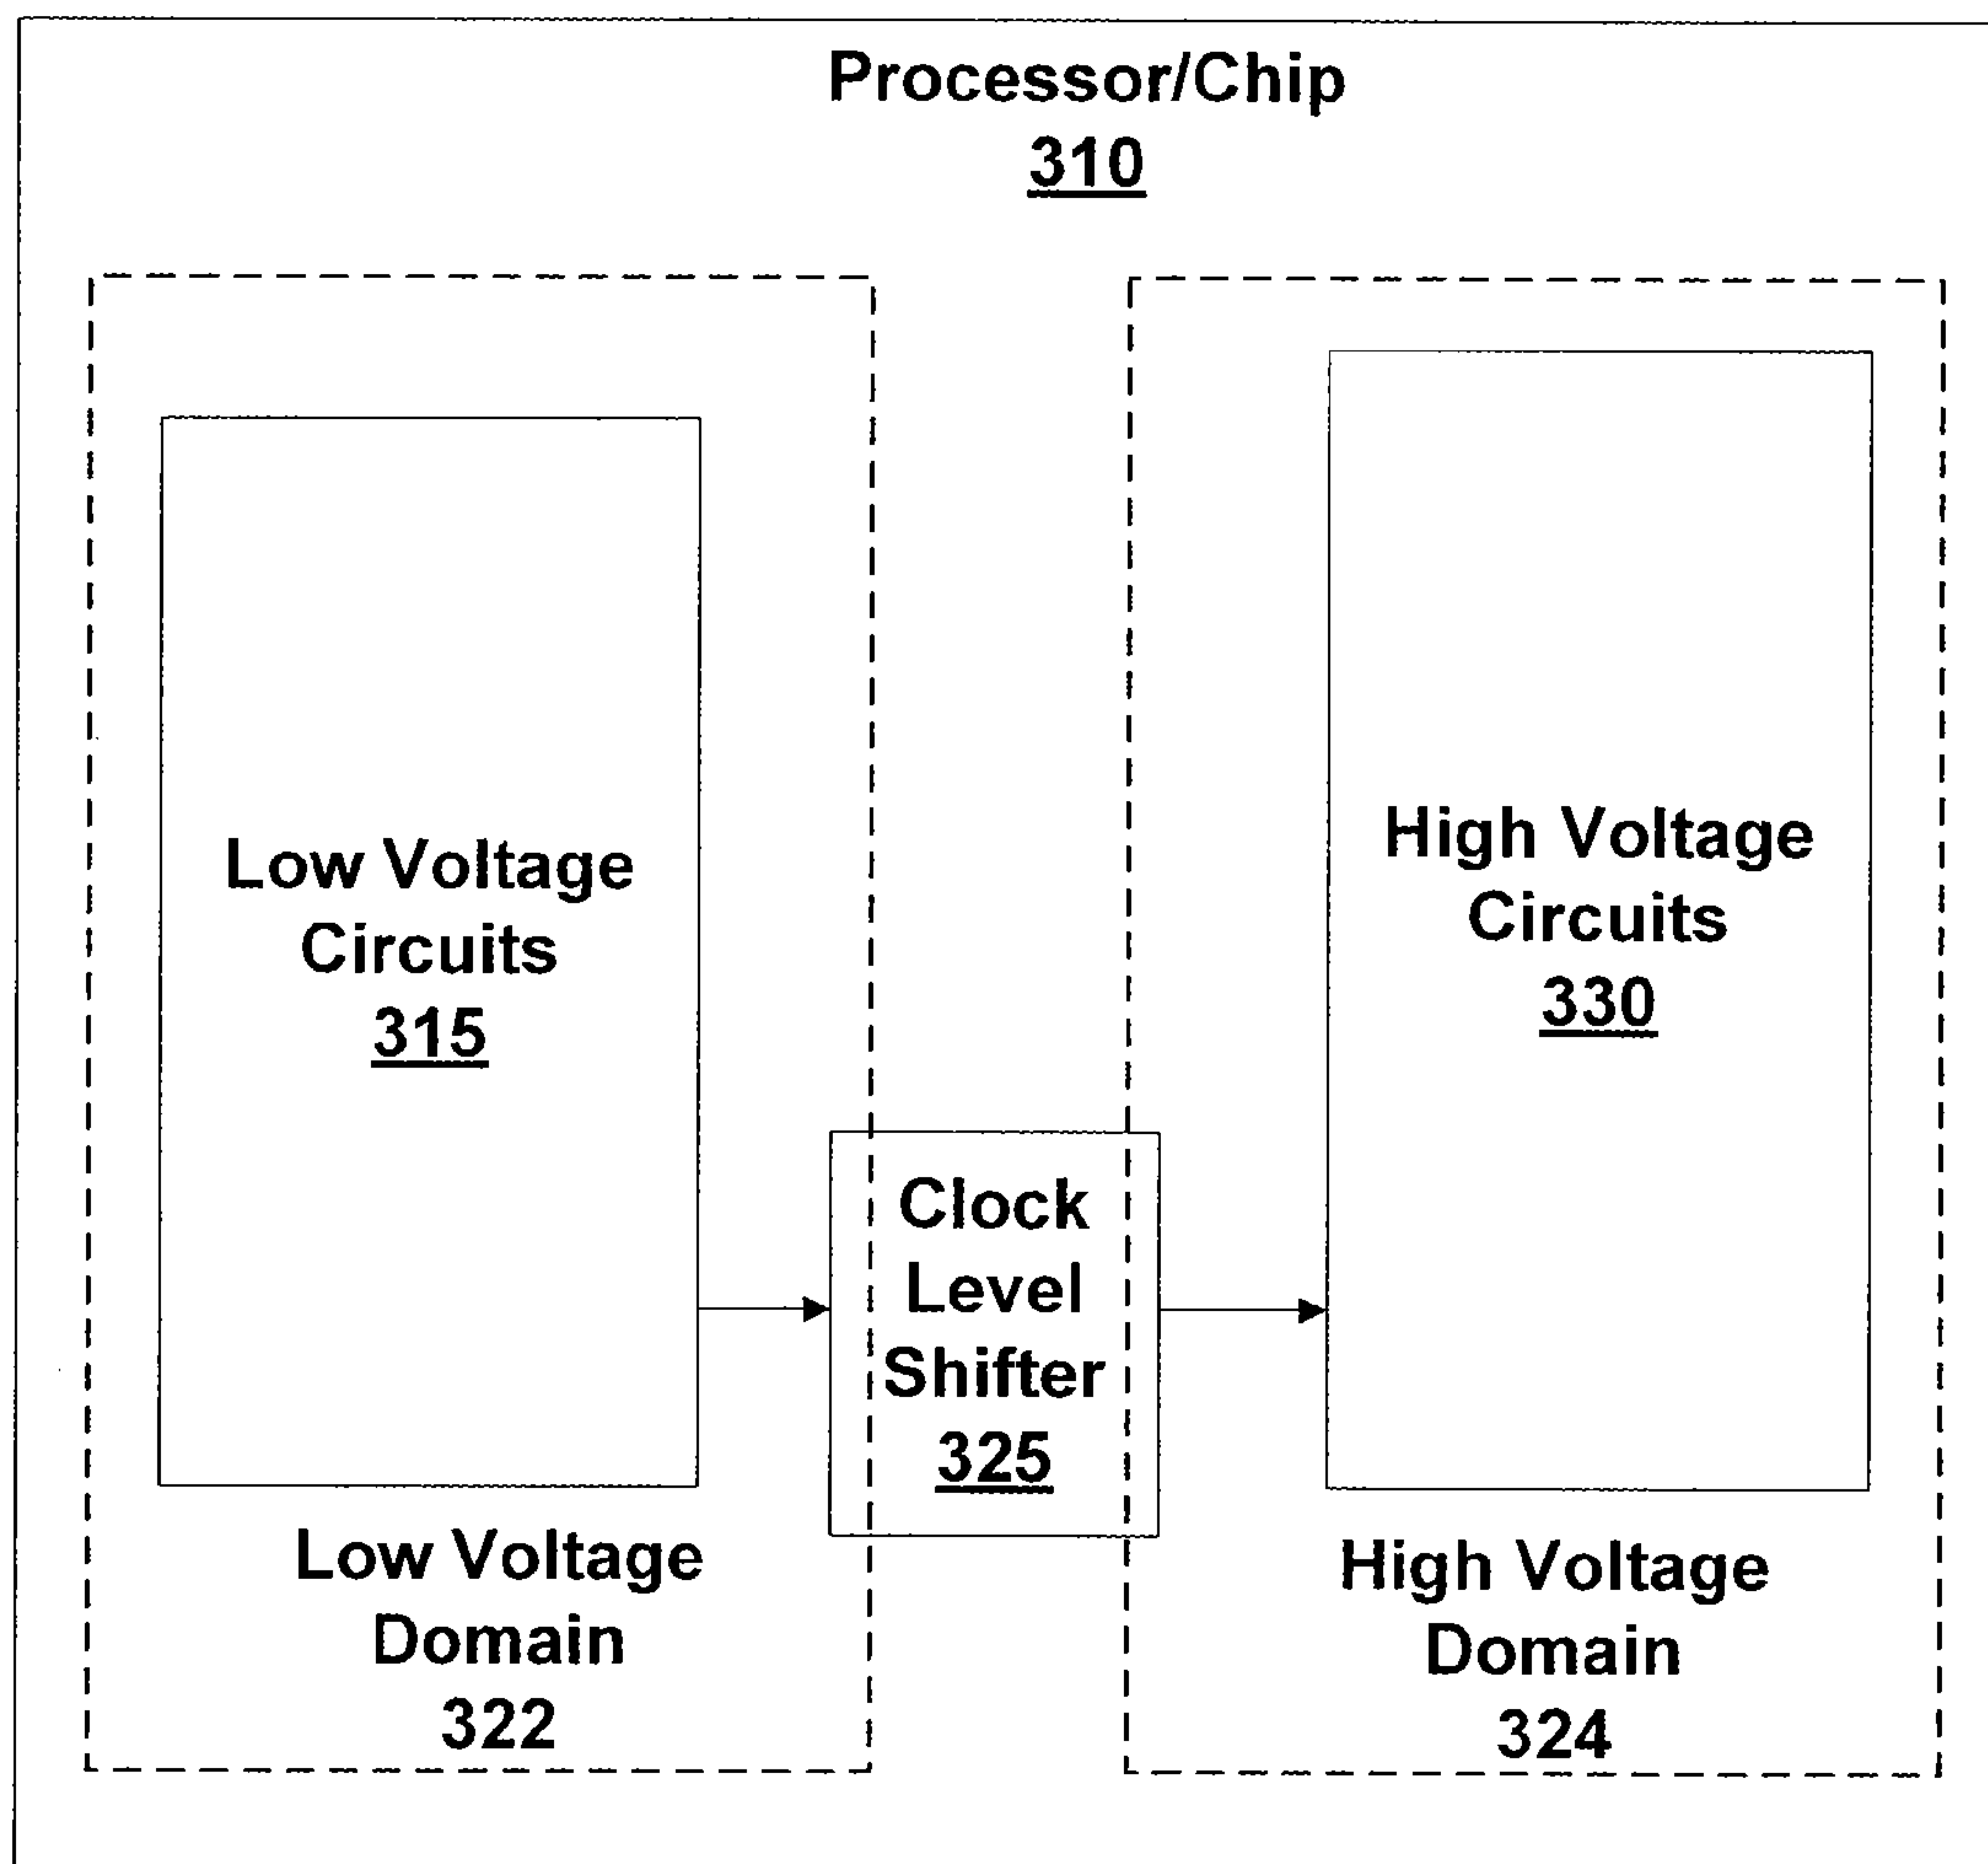 Processor/Chip
310
Low Voltage
Circuits
315
High Voltage
Circuits
330
Clock
Level
Shifter
325
Low Voltage
Domain
322
High Voltage
Domain
324